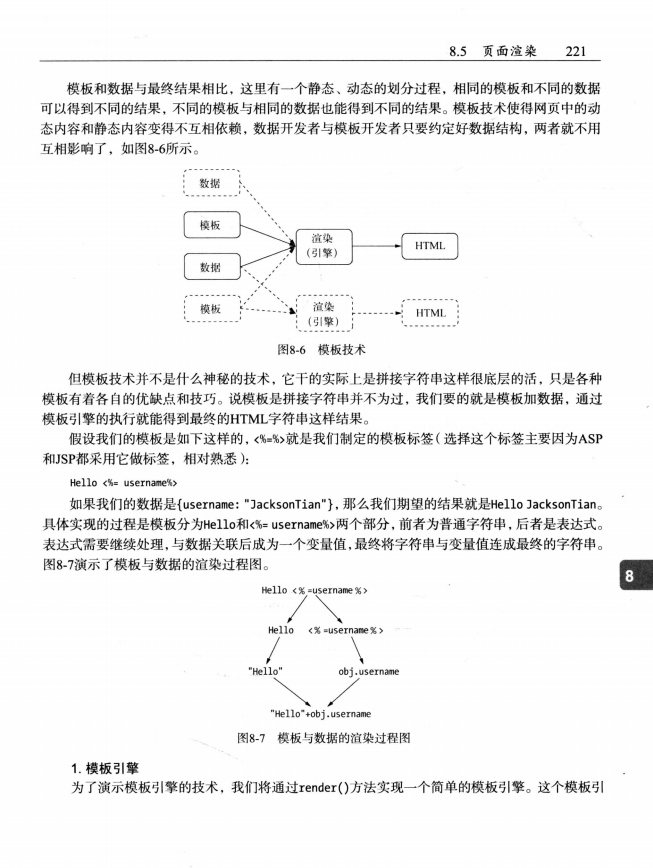 8.5 页面渲染 221
模板和数据与最终结果相比，这里有一个静态、动态的划分过程，相同的模板和不同的数据
可以得到不同的结果，不同的模板与相同的数据也能得到不同的结果。模板技术使得网页中的动
态内容和静态内容变得不互相依赖，数据开发者与模板开发者只要约定好数据结构，两者就不用
互相影响了，如图8-6所示。
数据
模板
渲染
（引擎）
HTML
数据
模板
渲染
（引擎）
HTML
图8-6 模板技术
但模板技术并不是什么神秘的技术，它干的实际上是拼接字符串这样很底层的活，只是各种
模板有着各自的优缺点和技巧。说模板是拼接字符串并不为过，我们要的就是模板加数据，通过
模板引擎的执行就能得到最终的HTML字符串这样结果。
假设我们的模板是如下这样的，<%=%>就是我们制定的模板标签（选择这个标签主要因为ASP
和JSP都采用它做标签，相对熟悉）：
Hello <%= username%>
如果我们的数据是{username: "JacksonTian"}，那么我们期望的结果就是Hello JacksonTian。
具体实现的过程是模板分为Hello和<%= username%>两个部分，前者为普通字符串，后者是表达式。
表达式需要继续处理，与数据关联后成为一个变量值，最终将字符串与变量值连成最终的字符串。
图8-7演示了模板与数据的渲染过程图。
8
Hello <%=username%>
Hello <%=username%>
"Hello" obj.username
"Hello"+obj.username
图8-7 模板与数据的渲染过程图
1. 模板引擎
为了演示模板引擎的技术，我们将通过render()方法实现一个简单的模板引擎。这个模板引